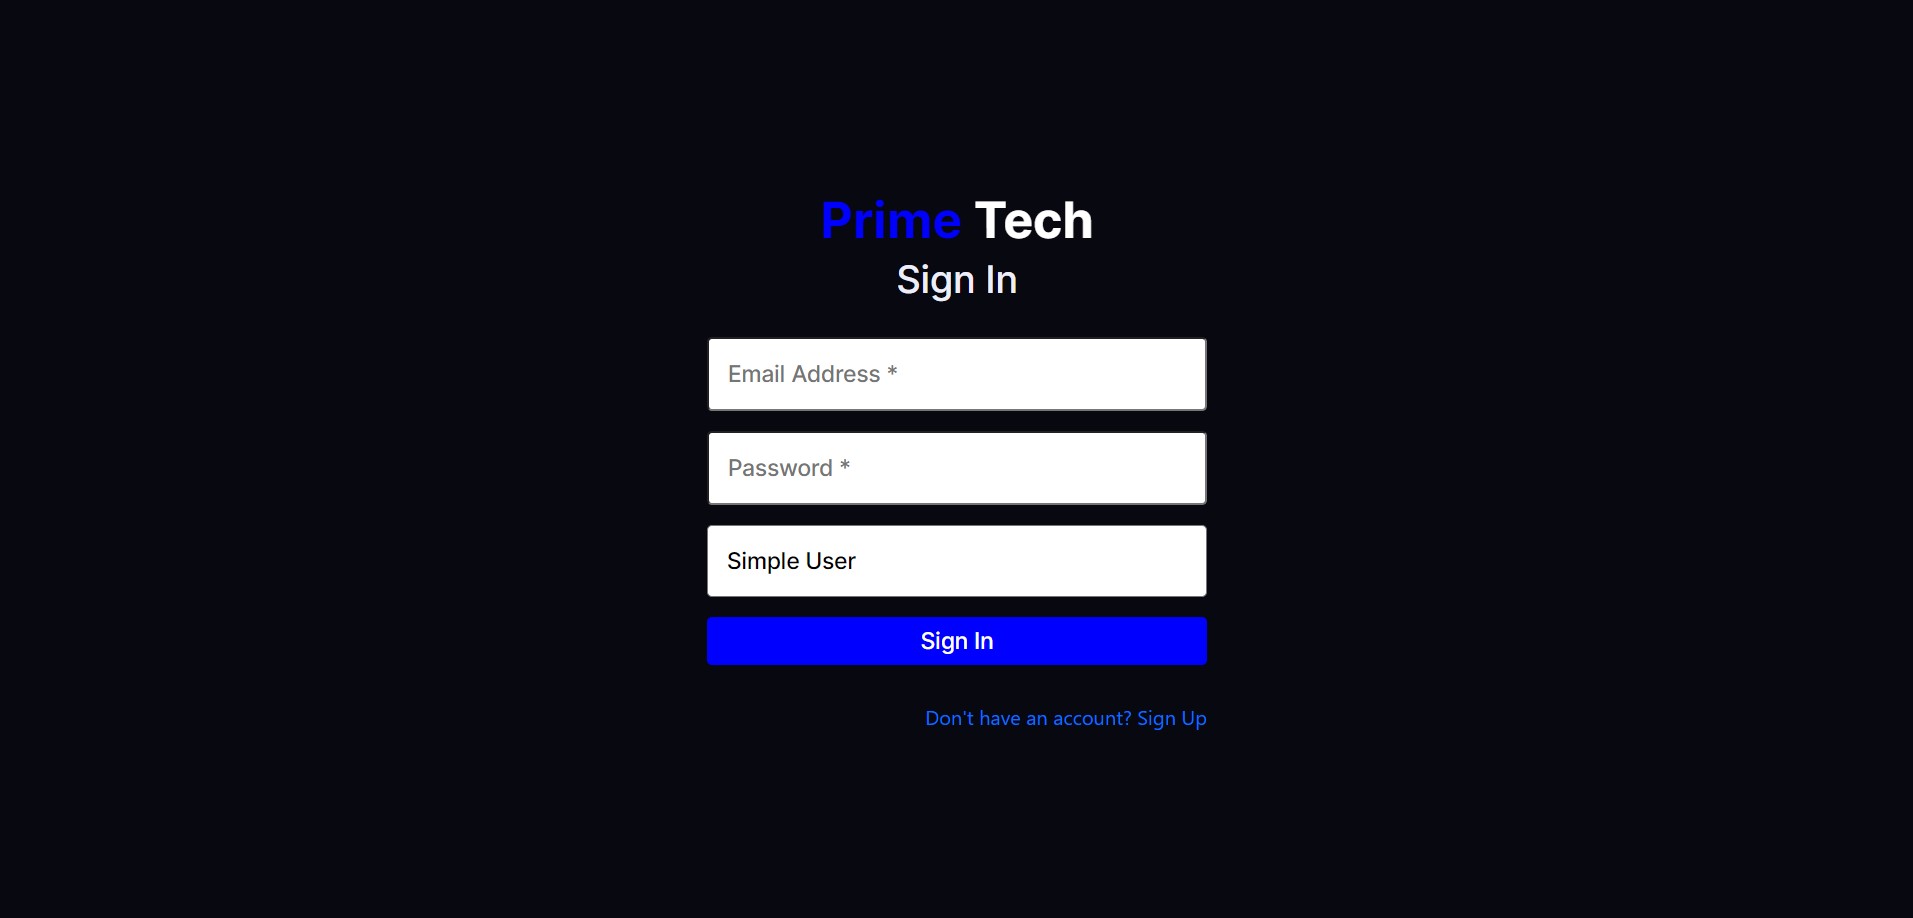 Prime Tech
Sign In
Email Address *
Password *
Simple User
Sign In
Don't have an account? Sign Up